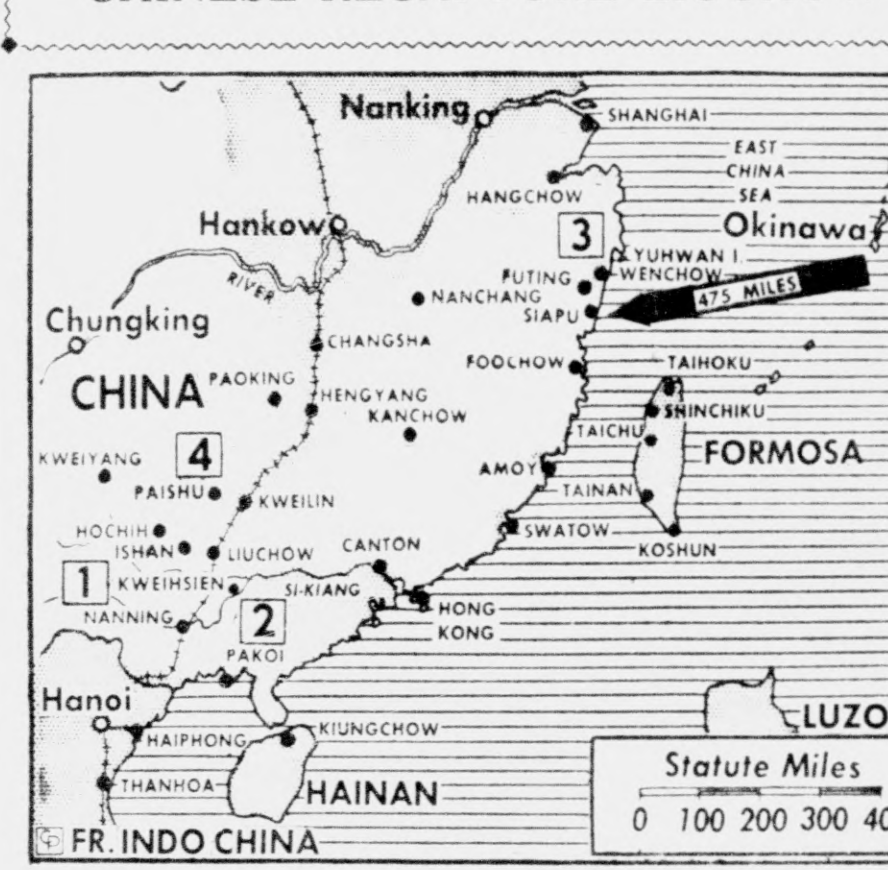 Nanking
SHANGHAI
EAST
CHINA
SEA
HANGCHOW
Hankow
3
Okinawa
YUHWAN I.
RIVER
FUTING
WENCHOW
NANCHANG
475 MILES
SIAPU
Chungking
CHANGSHA
FOOCHOW
TAIHOKU
CHINA
PAOKING
HENGYANG
SHINCHIKU
KANCHOW
TAICHU
FORMOSA
KWEIYANG
4
AMOY
PAISHU
KWEILIN
TAINAN
HOCHIH
SWATOW
ISHAN
LIUCHOW
CANTON
KOSHUN
1
KWEIHSIEN
SI-KIANG
HONG
KONG
NANNING
2
PAKOI
Hanoi
LUZO
HAIPHONG
KIUNGCHOW
Statute Miles
THANHOA
HAINAN
0 100 200 300 40
CP FR. INDO CHINA